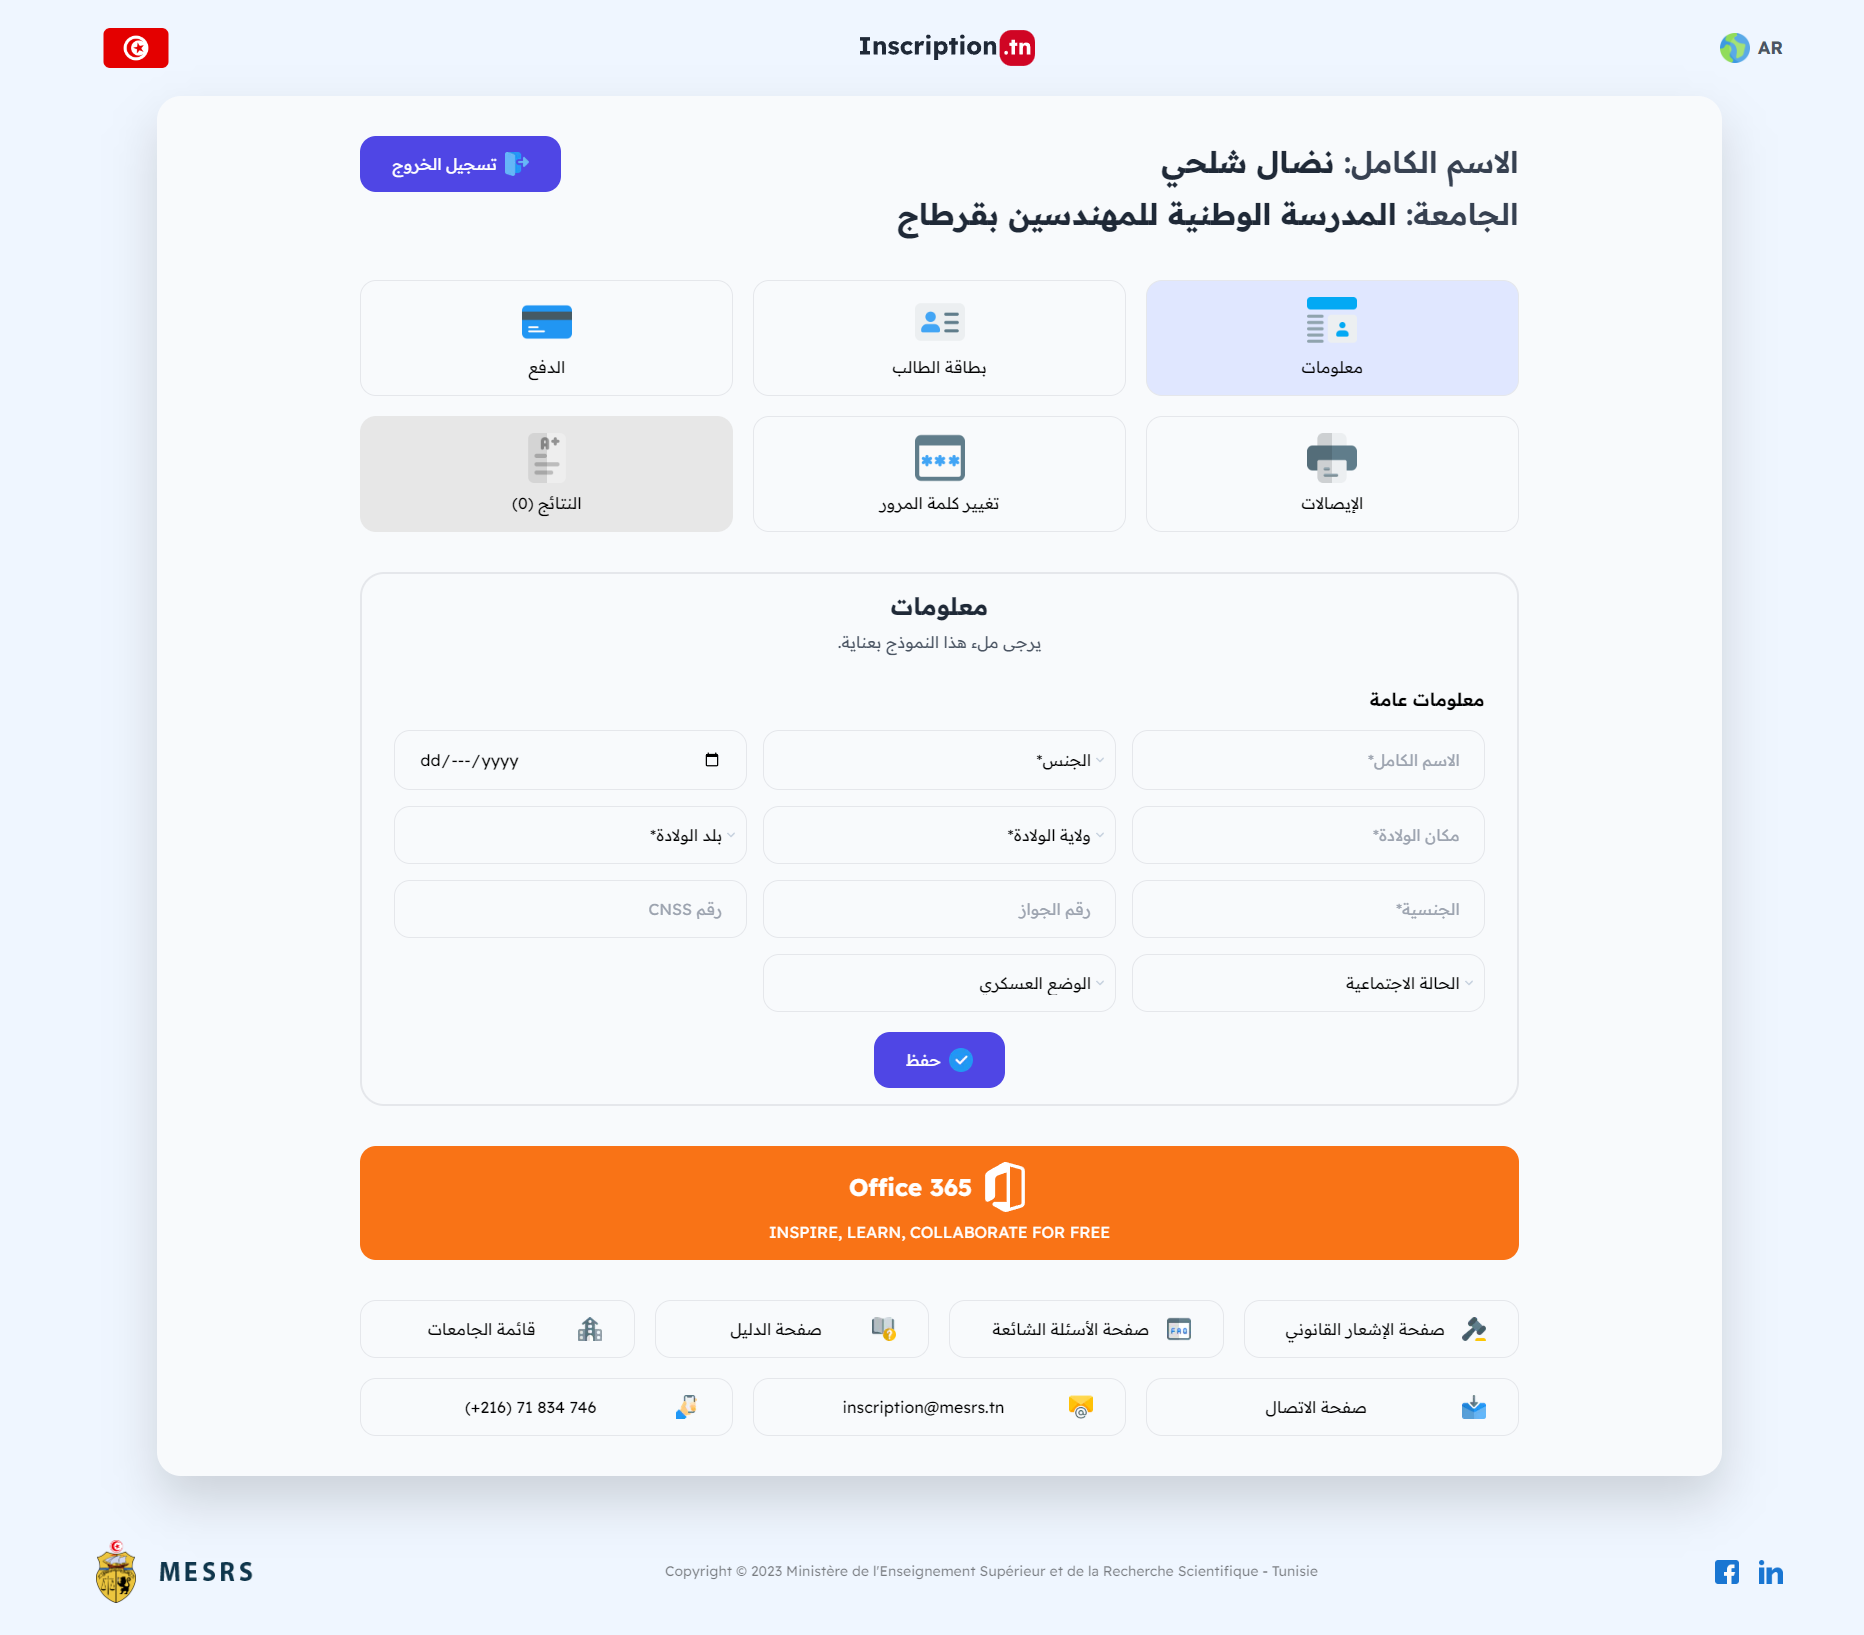 Inscription.tn
AR
الاسم الكامل: نضال شلحي
الجامعة: المدرسة الوطنية للمهندسين بقرطاج
تسجيل الخروج
معلومات
بطاقة الطالب
الدفع
الإيصالات
تغيير كلمة المرور
النتائج (0)
معلومات
يرجى ملء هذا النموذج بعناية.
معلومات عامة
الاسم الكامل*
الجنس*
dd/---/yyyy
مكان الولادة*
ولاية الولادة*
بلد الولادة*
الجنسية*
رقم الجواز
رقم CNSS
الحالة الاجتماعية
الوضع العسكري
حفظ
Office 365
INSPIRE, LEARN, COLLABORATE FOR FREE
صفحة الإشعار القانوني
صفحة الأسئلة الشائعة
صفحة الدليل
قائمة الجامعات
صفحة الاتصال
inscription@mesrs.tn
(+216) 71 834 746
MESRS
Copyright © 2023 Ministère de l'Enseignement Supérieur et de la Recherche Scientifique - Tunisie